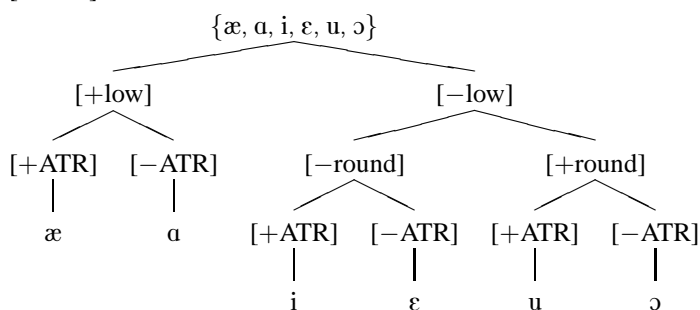 {æ, ɑ, i, ɛ, u, ɔ}
[+low] [−low]
[+ATR] [−ATR] [−round] [+round]
æ ɑ [+ATR] [−ATR] [+ATR] [−ATR]
i ɛ u ɔ